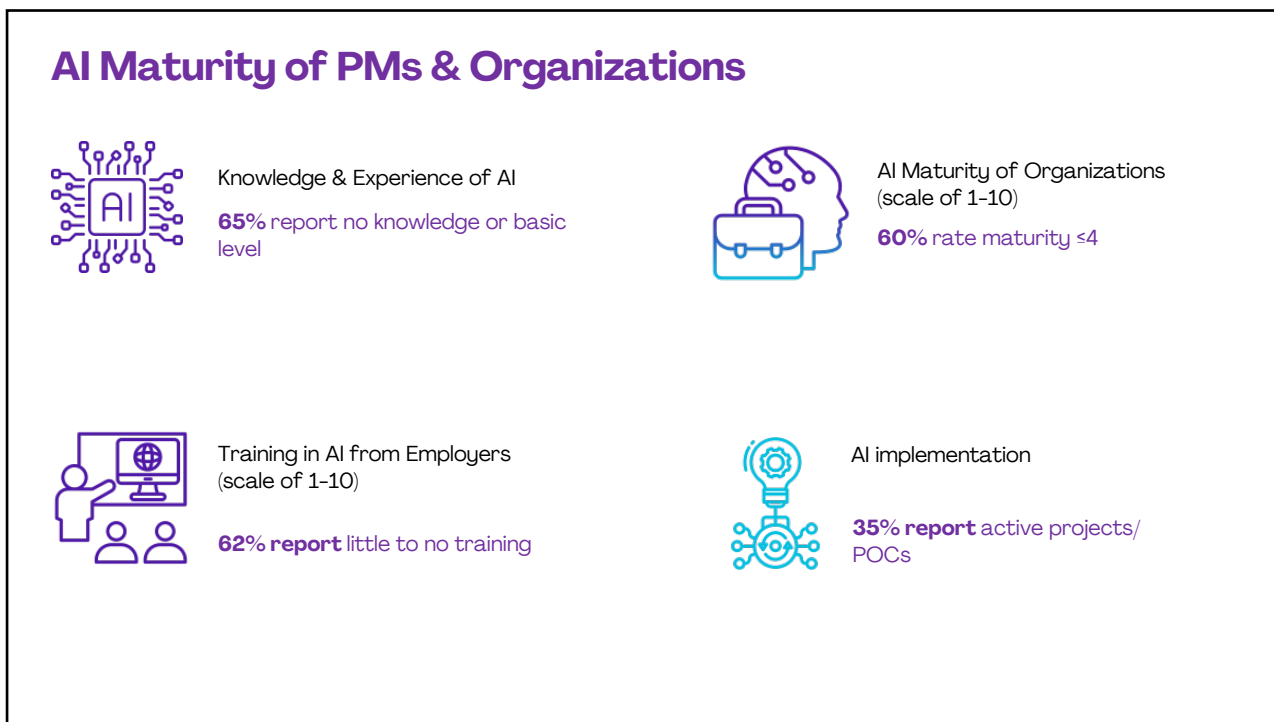 AI Maturity of PMs & Organizations
AI
Knowledge & Experience of AI
65% report no knowledge or basic
level
AI Maturity of Organizations
(scale of 1-10)
60% rate maturity ≤4
Training in AI from Employers
(scale of 1-10)
62% report little to no training
AI implementation
35% report active projects/
POCs